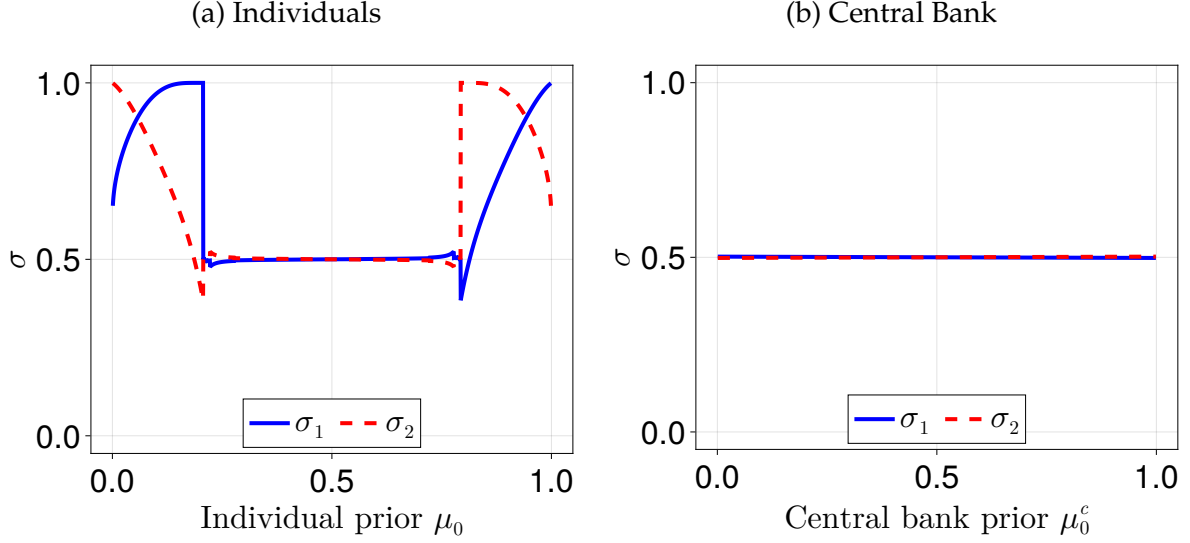 (a) Individuals
1.0
0.5
0.0
σ
σ₁ σ₂
0.0 0.5 1.0
Individual prior μ₀
(b) Central Bank
1.0
0.5
0.0
σ
σ₁ σ₂
0.0 0.5 1.0
Central bank prior μ₀ᶜ